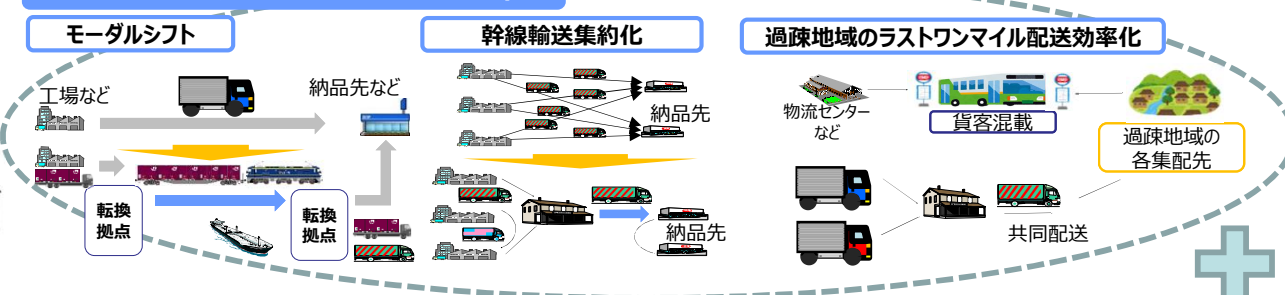 モーダルシフト
工場など
納品先など
転換
拠点
転換
拠点
幹線輸送集約化
納品先
納品先
過疎地域のラストワンマイル配送効率化
物流センター
など
貨客混載
過疎地域の
各集配先
共同配送